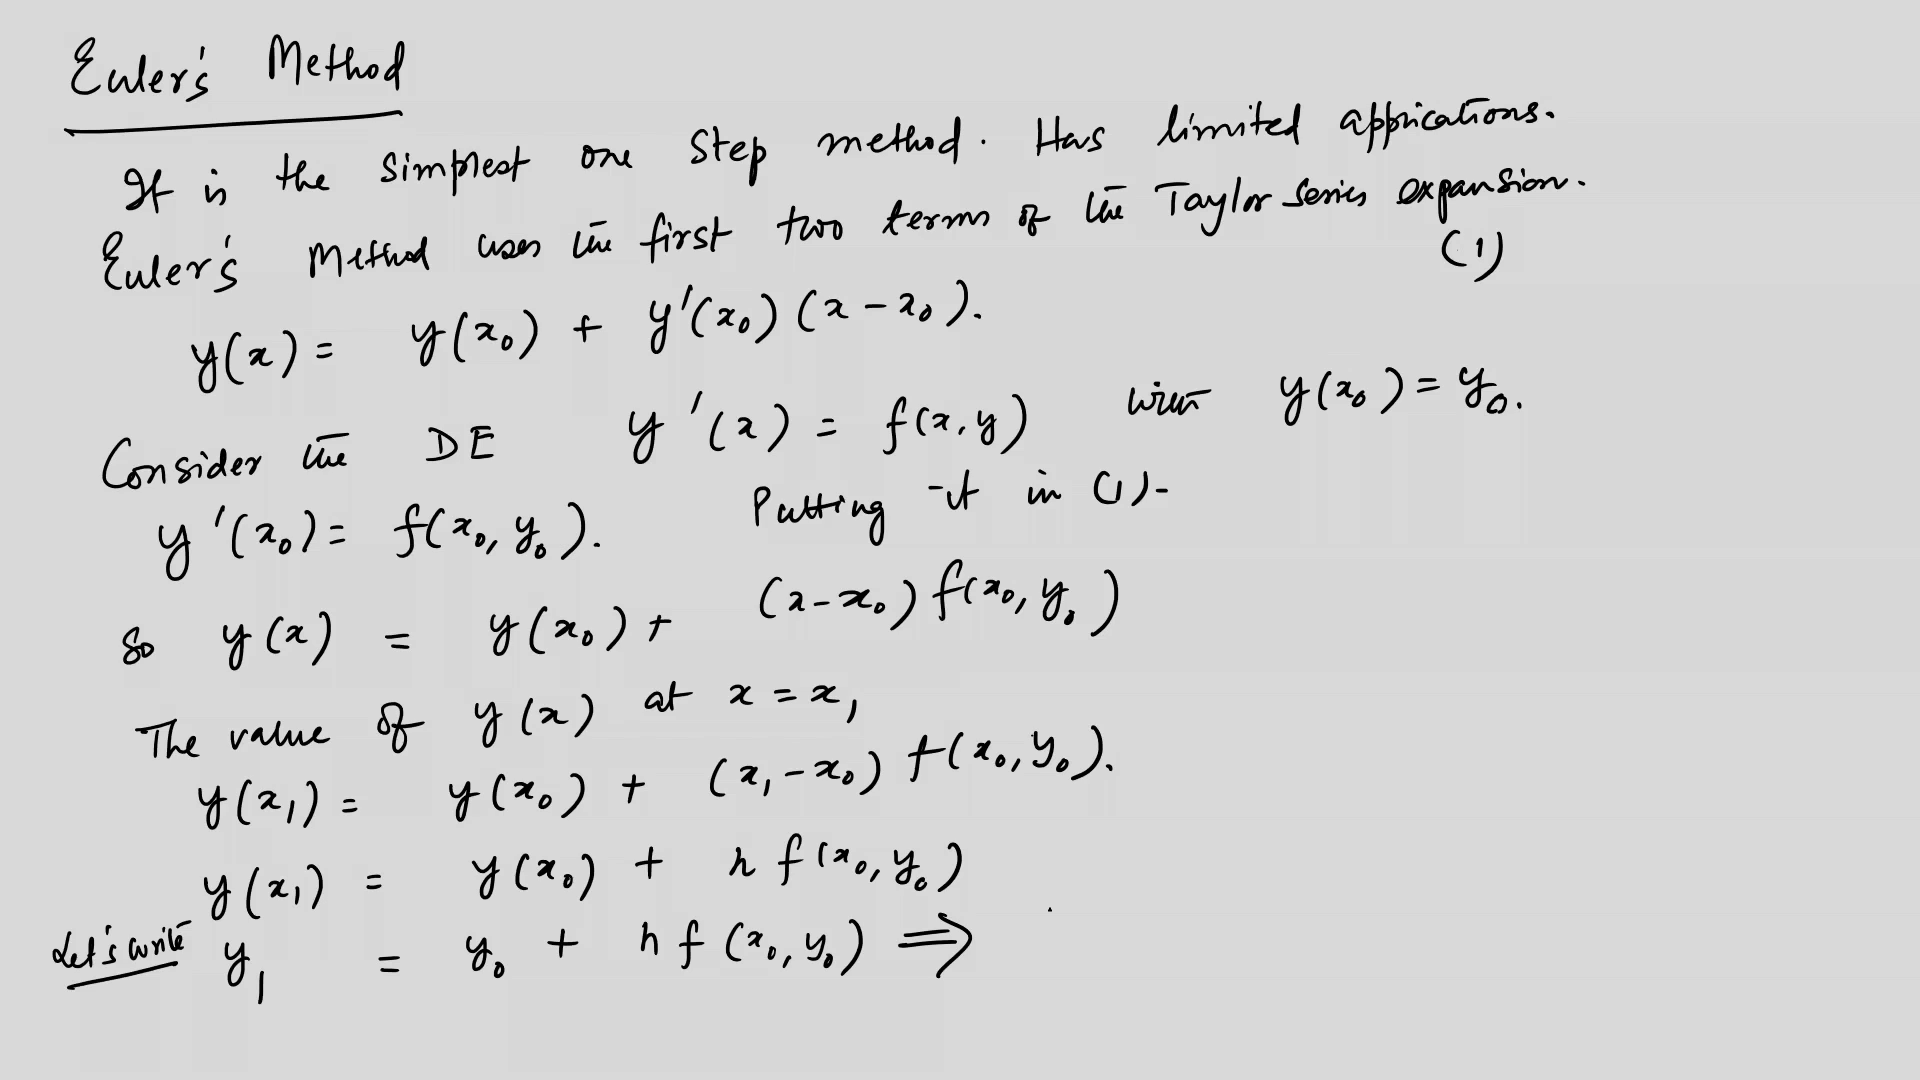 Euler's Method
It is the simplest one step method. Has limited applications.
Euler's Method uses the first two terms of the Taylor series expansion.
(1)
y(x) = y(x₀) + y'(x₀) (x - x₀).
Consider the DE y'(x) = f(x, y) with y(x₀) = y₀.
y'(x₀) = f(x₀, y₀). Putting it in (1) -
So y(x) = y(x₀) + (x - x₀) f(x₀, y₀)
The value of y(x) at x = x₁
y(x₁) = y(x₀) + (x₁ - x₀) f(x₀, y₀).
y(x₁) = y(x₀) + h f(x₀, y₀)
Let's write y₁ = y₀ + h f(x₀, y₀) ⟹